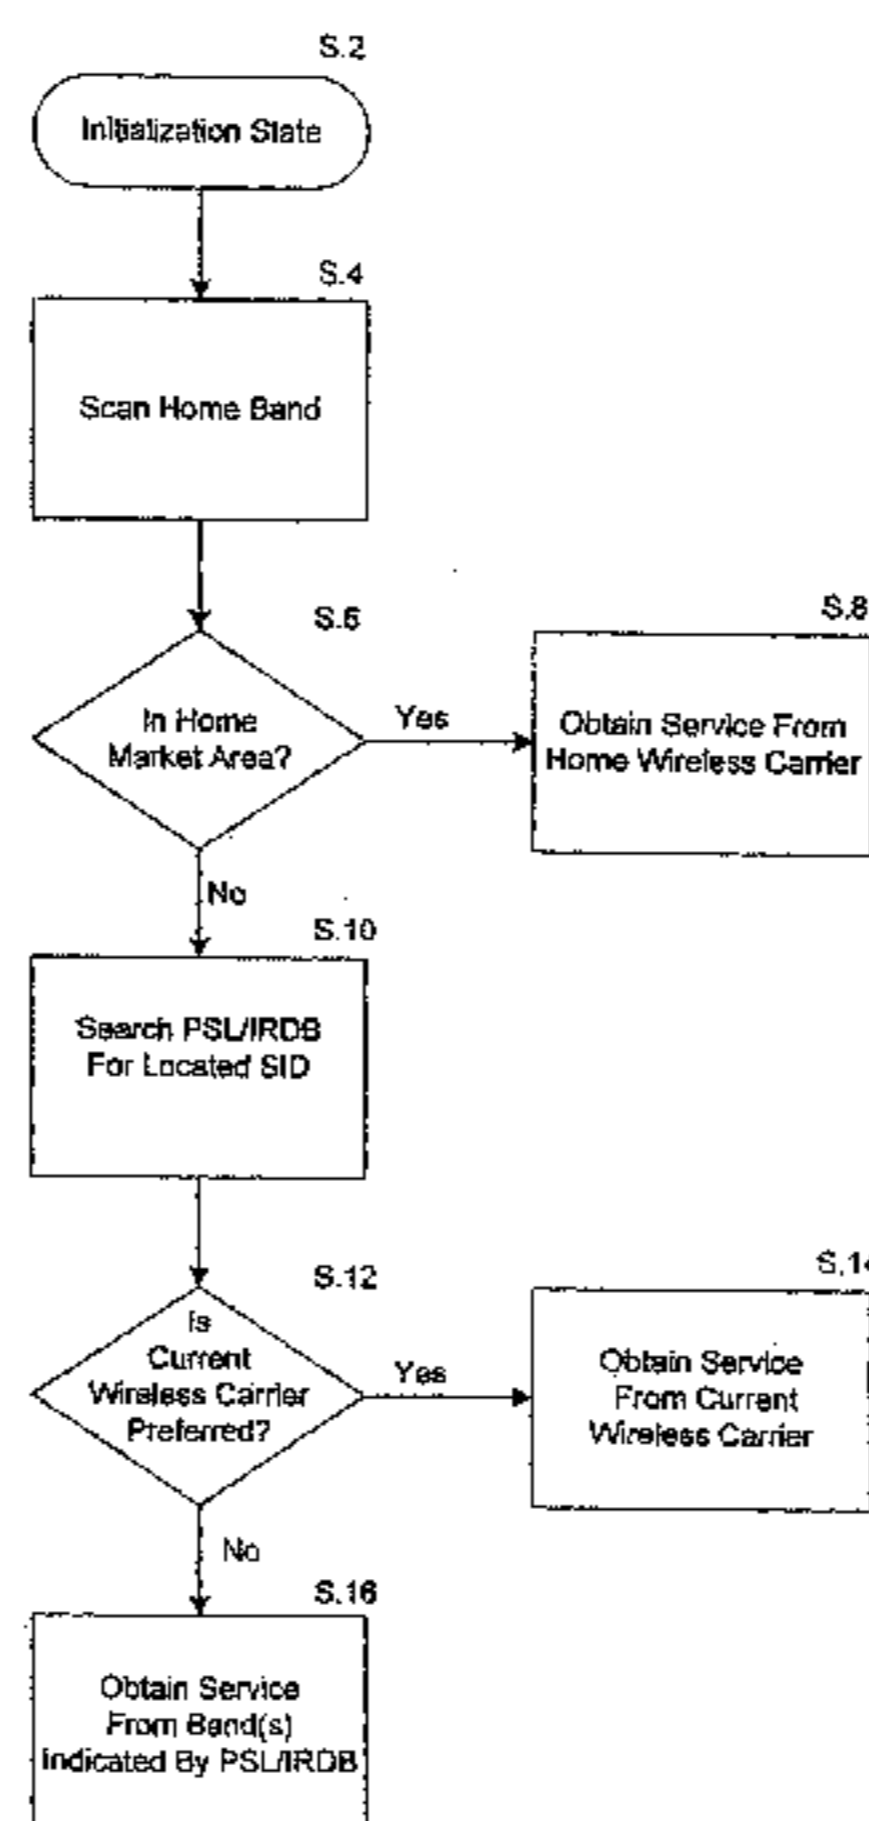 S.2
Initialization State
S.4
Scan Home Band
S.6
In Home
Market Area?
Yes
S.8
Obtain Service From
Home Wireless Carrier
No
S.10
Search PSL/IRDB
For Located SID
S.12
Is
Current
Wireless Carrier
Preferred?
Yes
S.14
Obtain Service
From Current
Wireless Carrier
No
S.16
Obtain Service
From Band(s)
Indicated By PSL/IRDB